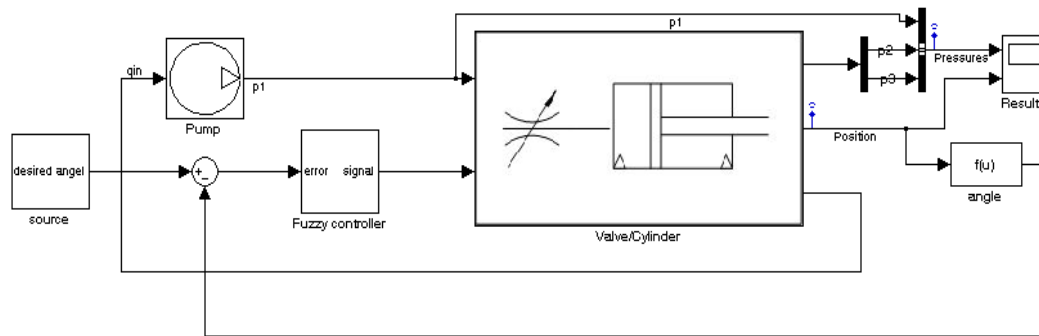 p1
qin
p1
Pump
p2
p3
Pressures
Result
Position
desired angel
source
+
-
error signal
Fuzzy controller
Valve/Cylinder
f(u)
angle